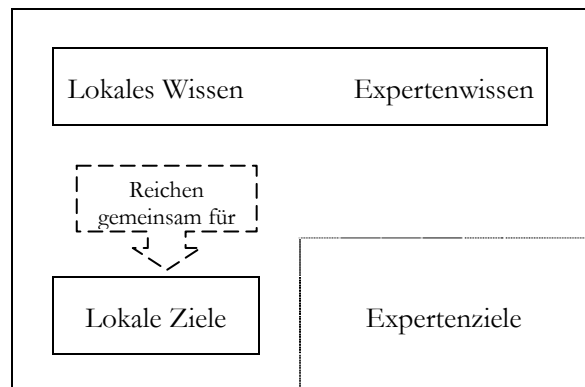 Lokales Wissen Expertenwissen
Reichen
gemeinsam für
Lokale Ziele Expertenziele